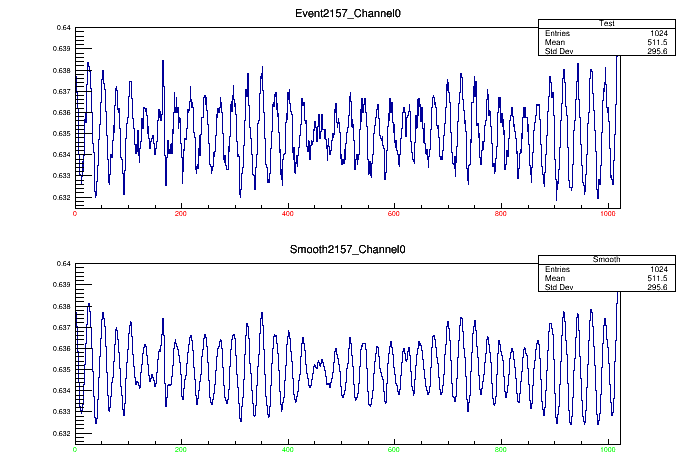 Event2157_Channel0
Test
Entries 1024
Mean 511.5
Std Dev 295.6
0.64
0.639
0.638
0.637
0.636
0.635
0.634
0.633
0.632
0 200 400 600 800 1000
Smooth2157_Channel0
Smooth
Entries 1024
Mean 511.5
Std Dev 295.6
0.64
0.639
0.638
0.637
0.636
0.635
0.634
0.633
0.632
0 200 400 600 800 1000